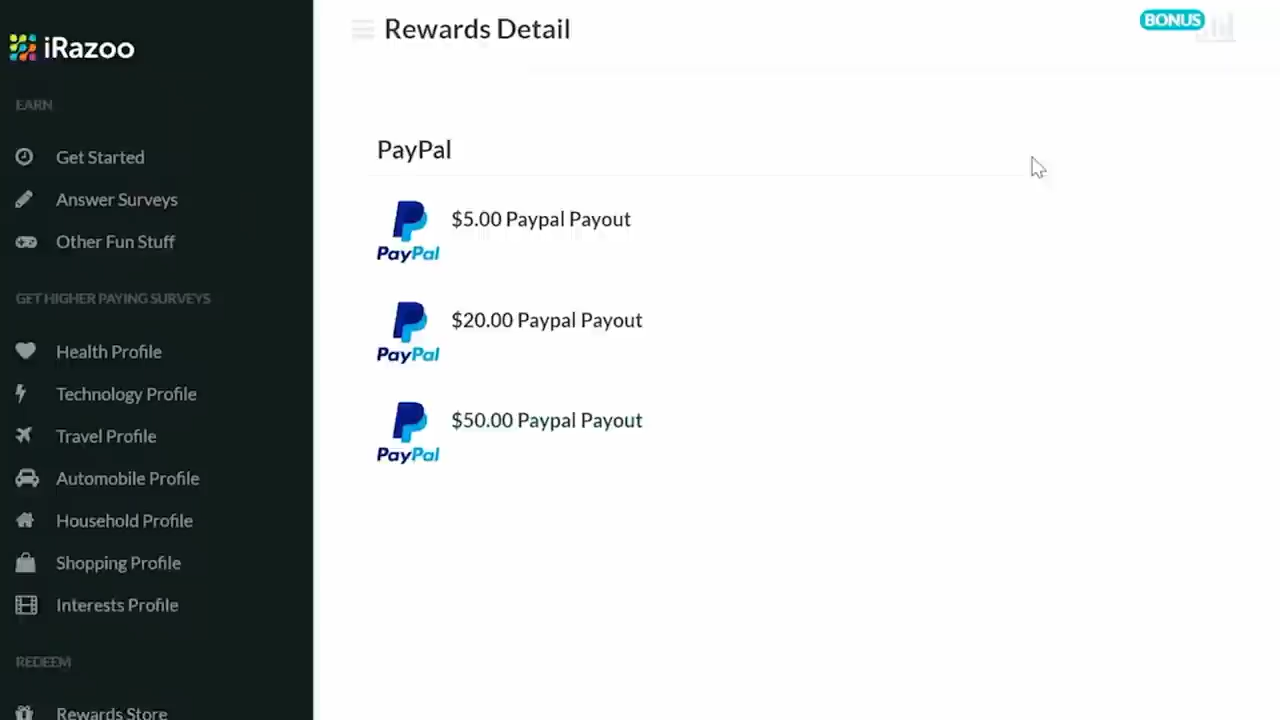 iRazoo
EARN
Get Started
Answer Surveys
Other Fun Stuff
GET HIGHER PAYING SURVEYS
Health Profile
Technology Profile
Travel Profile
Automobile Profile
Household Profile
Shopping Profile
Interests Profile
REDEEM
Rewards Store
Rewards Detail
BONUS
PayPal
PayPal
$5.00 Paypal Payout
PayPal
$20.00 Paypal Payout
PayPal
$50.00 Paypal Payout